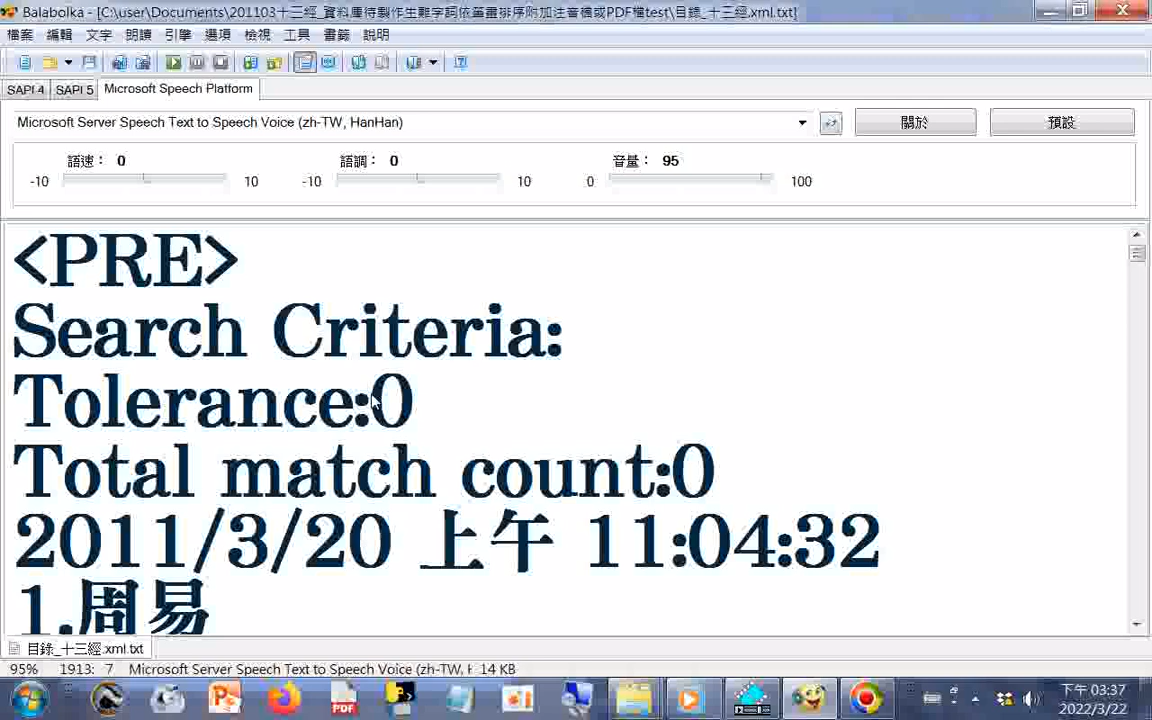 Balabolka - [C:\user\Documents\201103十三經_資料庫待製作生難字詞依筆畫排序附加注音檔或PDF檔test\目錄_十三經.xml.txt]
檔案 編輯 文字 朗讀 引擎 選項 檢視 工具 書籤 說明
SAPI 4 SAPI 5 Microsoft Speech Platform
Microsoft Server Speech Text to Speech Voice (zh-TW, HanHan) 關於 預設
語速： 0 語調： 0 音量： 95
-10 10 -10 10 0 100
<PRE>
Search Criteria:
Tolerance:0
Total match count:0
2011/3/20 上午 11:04:32
1.周易
目錄_十三經.xml.txt
95% 1913: 7 Microsoft Server Speech Text to Speech Voice (zh-TW, H 14 KB
下午 03:37
2022/3/22